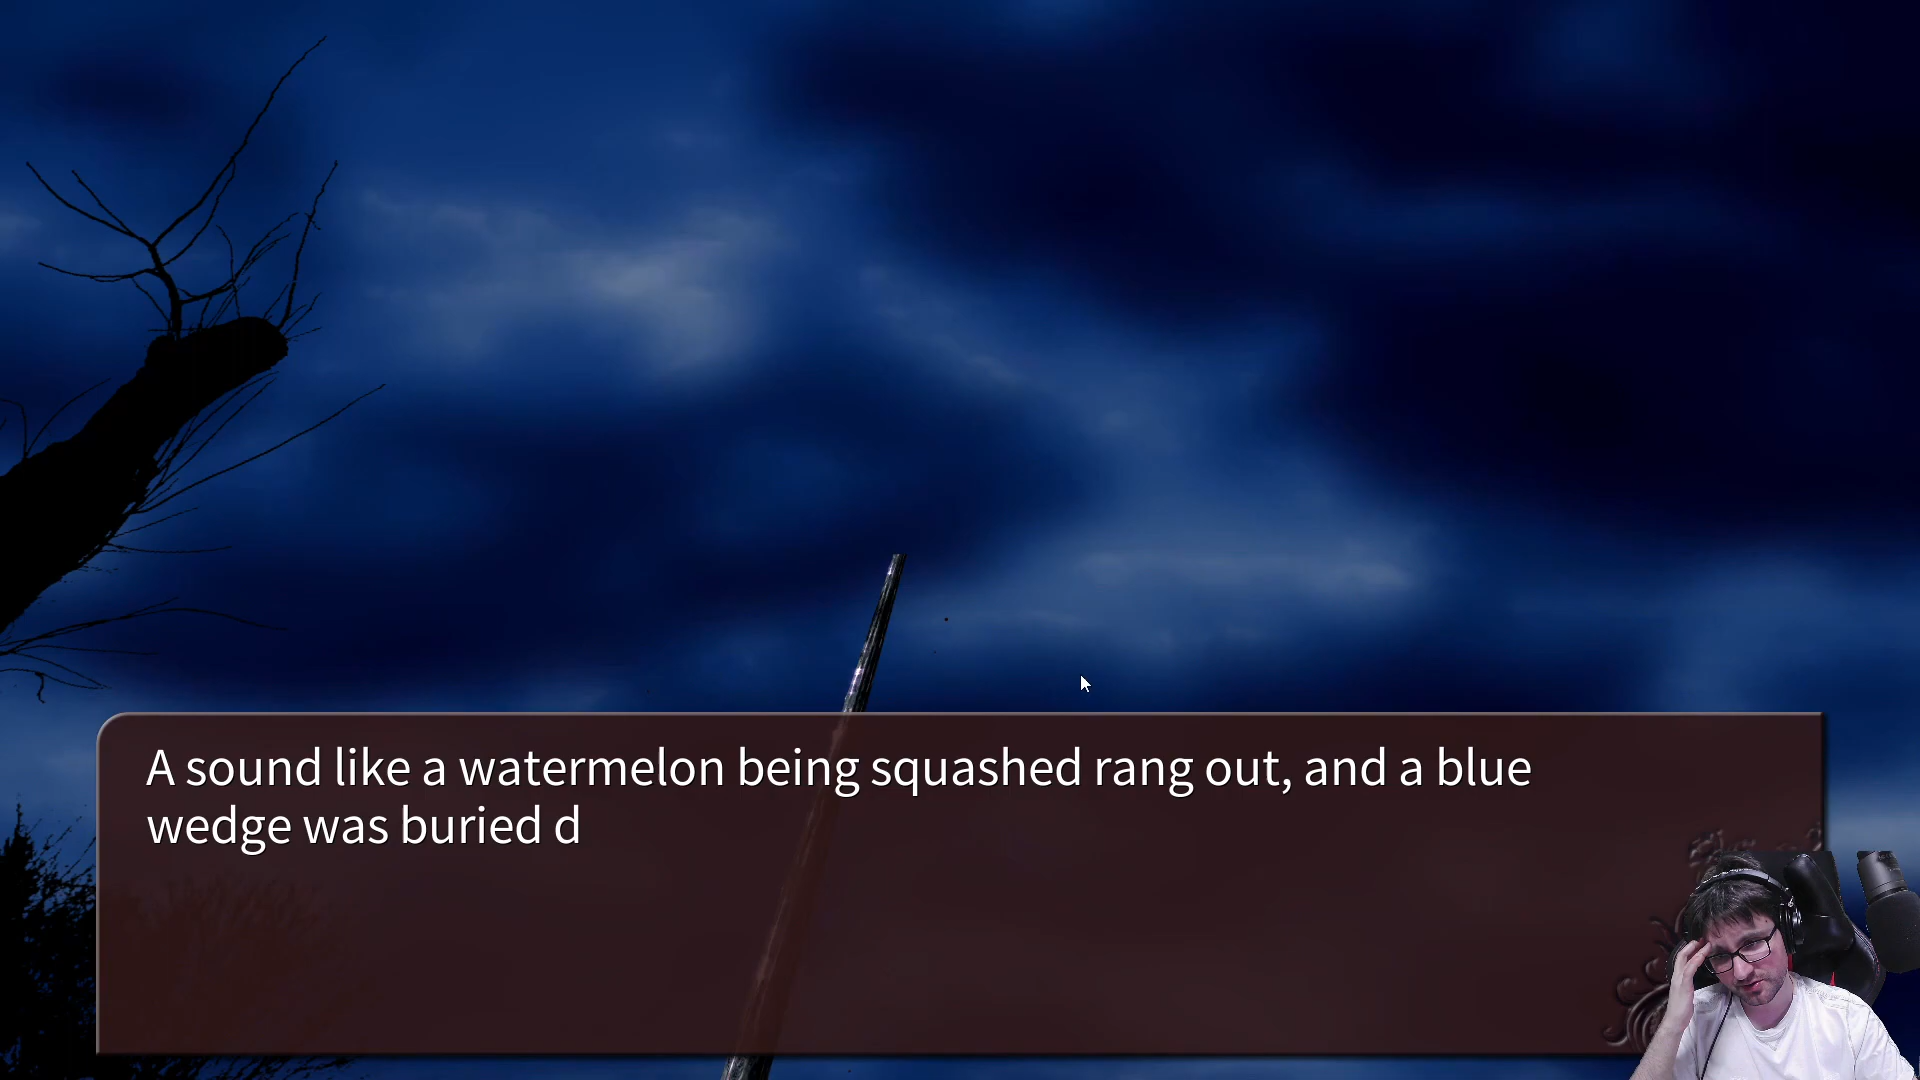 A sound like a watermelon being squashed rang out, and a blue
wedge was buried d